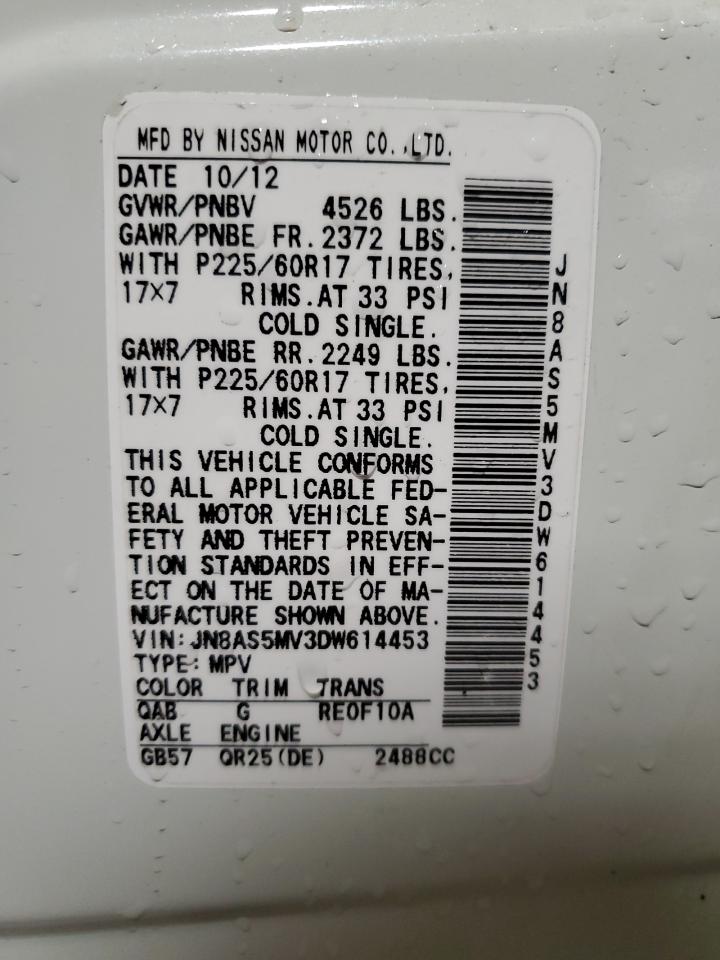 MFD BY NISSAN MOTOR CO.,LTD.
DATE 10/12
GVWR/PNBV 4526 LBS.
GAWR/PNBE FR. 2372 LBS.
WITH P225/60R17 TIRES,
17×7 RIMS.AT 33 PSI
COLD SINGLE.
GAWR/PNBE RR. 2249 LBS.
WITH P225/60R17 TIRES,
17×7 RIMS.AT 33 PSI
COLD SINGLE.
THIS VEHICLE CONFORMS
TO ALL APPLICABLE FED-
ERAL MOTOR VEHICLE SA-
FETY AND THEFT PREVEN-
TION STANDARDS IN EFF-
ECT ON THE DATE OF MA-
NUFACTURE SHOWN ABOVE.
VIN:JN8AS5MV3DW614453
TYPE:MPV
COLOR TRIM TRANS
QAB G RE0F10A
AXLE ENGINE
GB57 QR25(DE) 2488CC
JN8AS5MV3DW614453